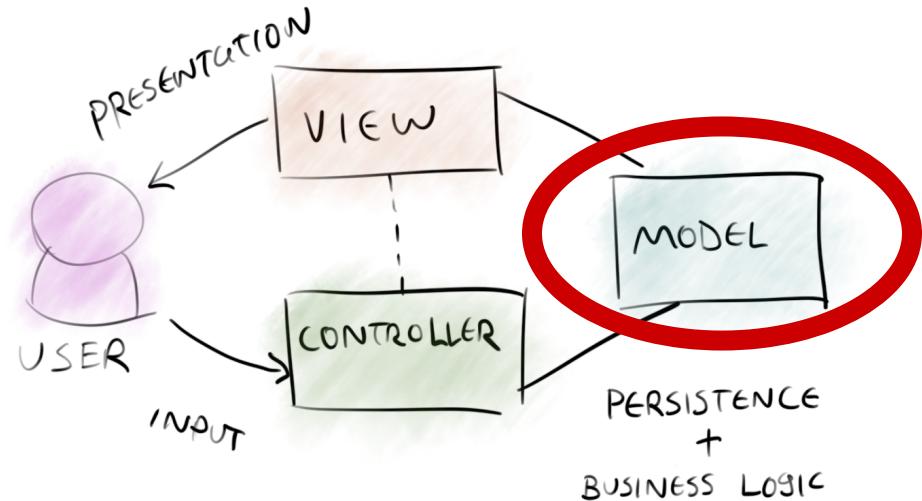 PRESENTATION
VIEW
MODEL
CONTROLLER
USER
INPUT
PERSISTENCE
+
BUSINESS LOGIC